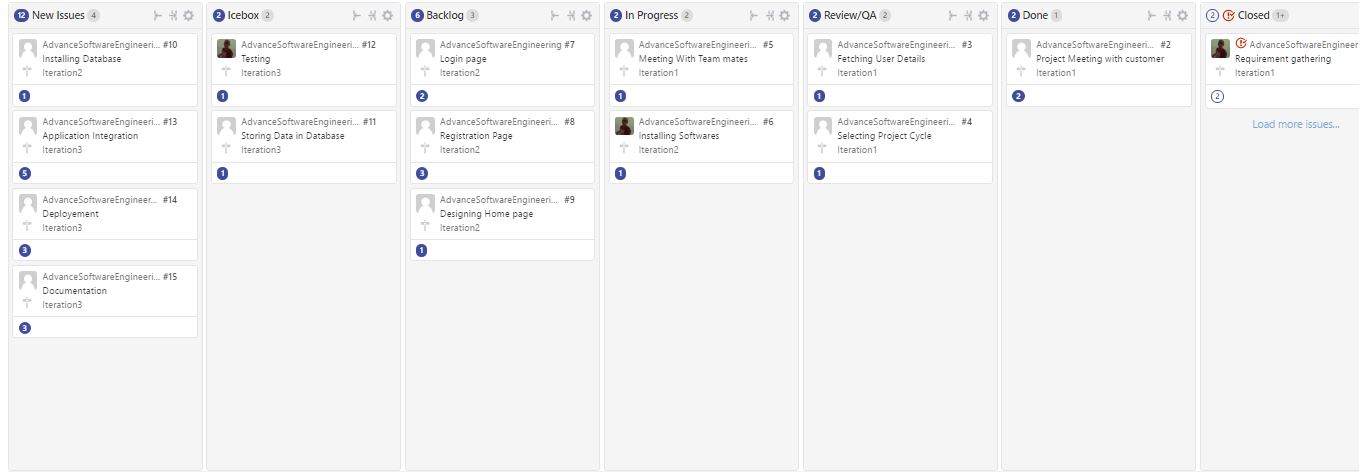 12 New Issues 4
AdvanceSoftwareEngineeri... #10
Installing Database
Iteration2
1
AdvanceSoftwareEngineeri... #13
Application Integration
Iteration3
5
AdvanceSoftwareEngineer... #14
Deployement
Iteration3
3
AdvanceSoftwareEngineeri... #15
Documentation
Iteration3
3
2 Icebox 2
AdvanceSoftwareEngineeri... #12
Testing
Iteration3
1
AdvanceSoftwareEngineeri... #11
Storing Data in Database
Iteration3
1
6 Backlog 3
AdvanceSoftwareEngineering #7
Login page
Iteration2
2
AdvanceSoftwareEngineer... #8
Registration Page
Iteration2
3
AdvanceSoftwareEngineer... #9
Designing Home page
Iteration2
1
2 In Progress 2
AdvanceSoftwareEngineeri... #5
Meeting With Team mates
Iteration1
1
AdvanceSoftwareEngineeri... #6
Installing Softwares
Iteration2
1
2 Review/QA 2
AdvanceSoftwareEngineeri... #3
Fetching User Details
Iteration1
1
AdvanceSoftwareEngineeri... #4
Selecting Project Cycle
Iteration1
1
2 Done 1
AdvanceSoftwareEngineeri... #2
Project Meeting with customer
Iteration1
2
2 Closed 1+
AdvanceSoftwareEngineer
Requirement gathering
Iteration1
2
Load more issues...